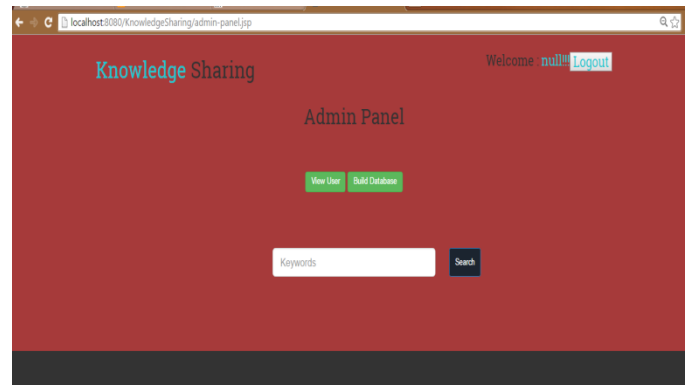 localhost:8080/KnowledgeSharing/admin-panel.jsp
Knowledge Sharing
Welcome null!!! Logout
Admin Panel
View User Build Database
Keywords Search